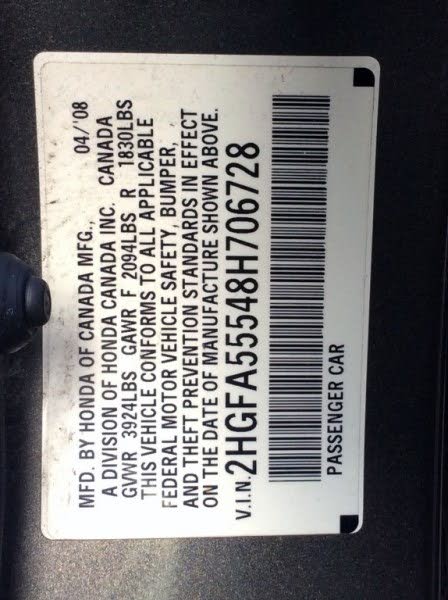 MFD. BY HONDA OF CANADA MFG., 04/'08
A DIVISION OF HONDA CANADA INC. CANADA
GVWR 3924LBS GAWR F 2094LBS R 1830LBS
THIS VEHICLE CONFORMS TO ALL APPLICABLE
FEDERAL MOTOR VEHICLE SAFETY, BUMPER,
AND THEFT PREVENTION STANDARDS IN EFFECT
ON THE DATE OF MANUFACTURE SHOWN ABOVE.
V.I.N.2HGFA55548H706728
PASSENGER CAR